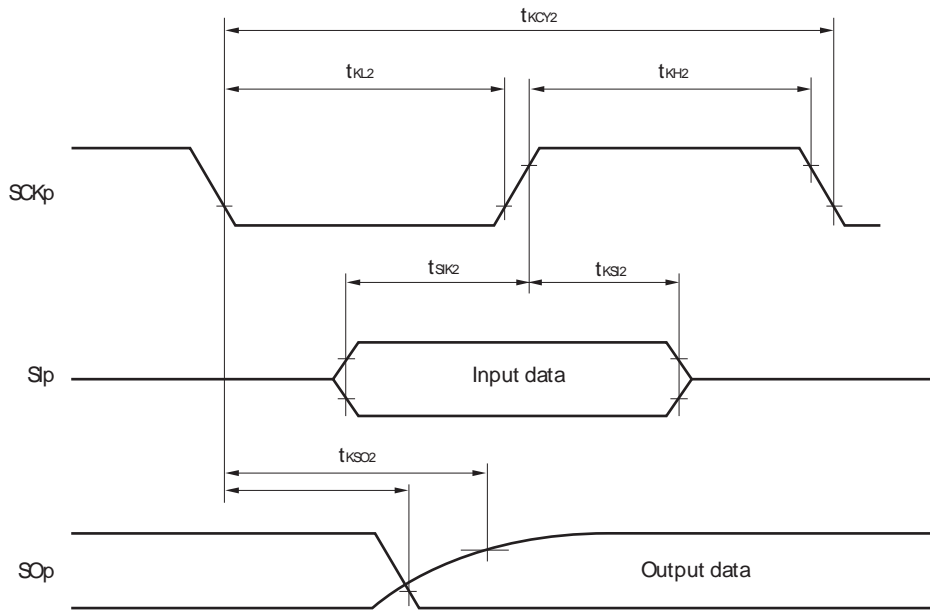 tKCY2
tKL2
tKH2
SCKp
tSIK2
tKSI2
SIp
Input data
tKSO2
SOp
Output data